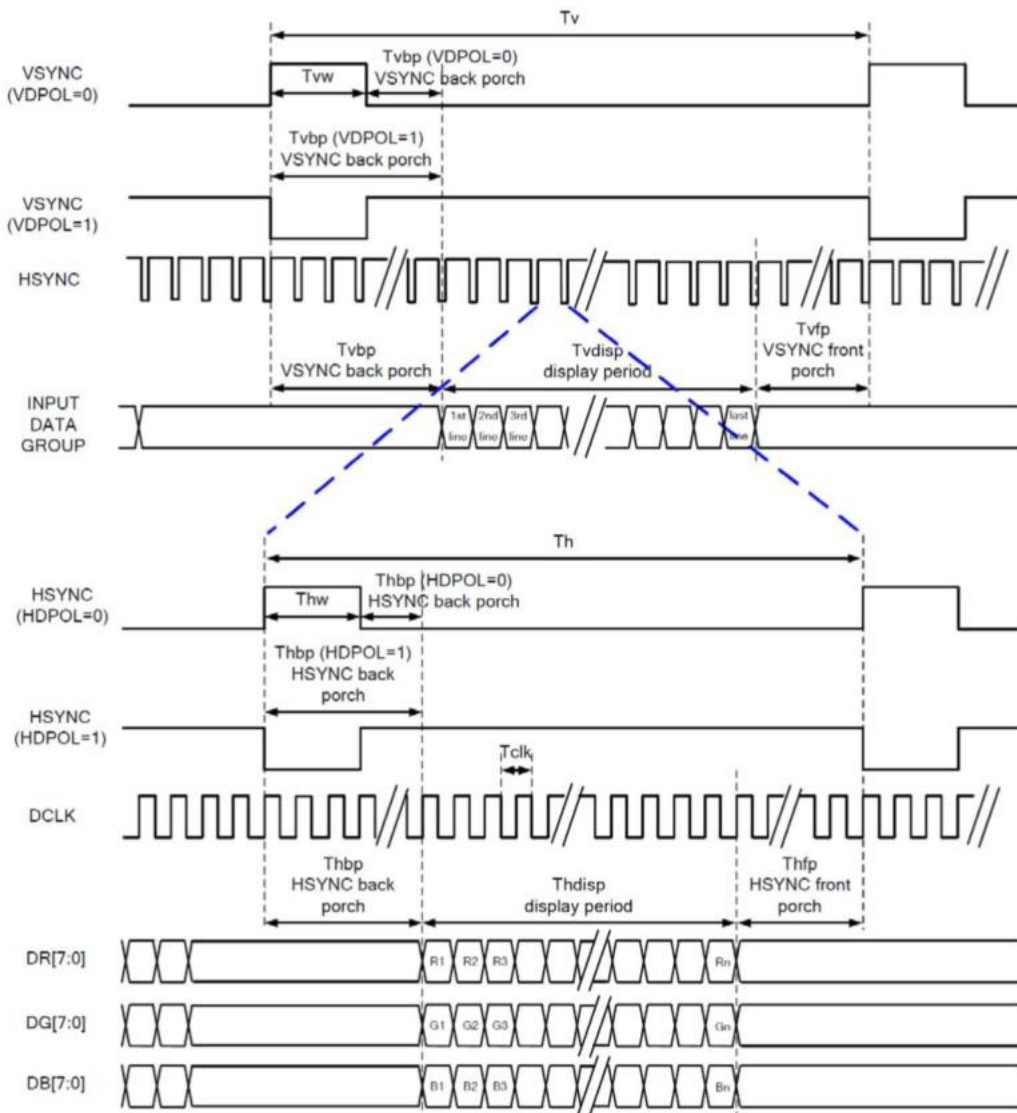 Tv
VSYNC
(VDPOL=0)
Tvw
Tvbp (VDPOL=0)
VSYNC back porch
Tvbp (VDPOL=1)
VSYNC back porch
VSYNC
(VDPOL=1)
HSYNC
Tvbp
VSYNC back porch
Tvdisp
display period
Tvfp
VSYNC front
porch
INPUT
DATA
GROUP
1st
line
2nd
line
3rd
line
last
line
Th
HSYNC
(HDPOL=0)
Thw
Thbp (HDPOL=0)
HSYNC back porch
Thbp (HDPOL=1)
HSYNC back
porch
HSYNC
(HDPOL=1)
Tclk
DCLK
Thbp
HSYNC back
porch
Thdisp
display period
Thfp
HSYNC front
porch
DR[7:0]
R1 R2 R3 Rn
DG[7:0]
G1 G2 G3 Gn
DB[7:0]
B1 B2 B3 Bn